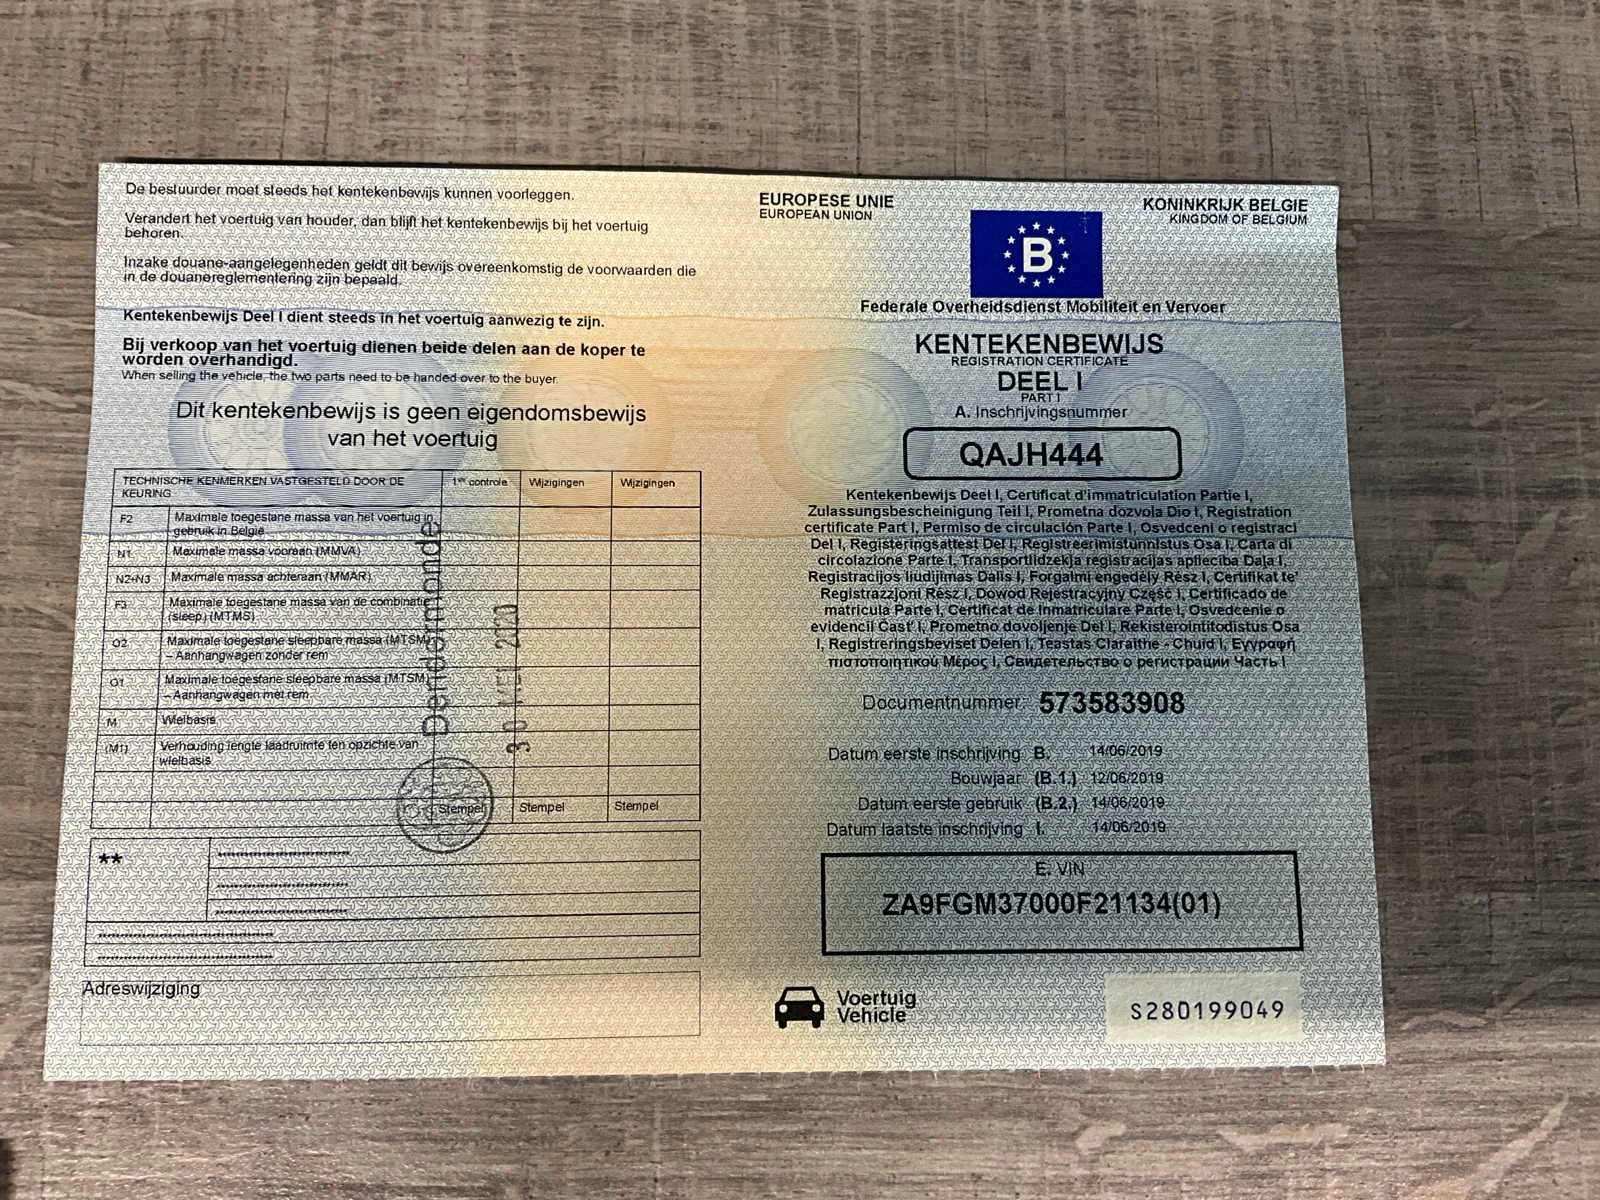 De bestuurder moet steeds het kentekenbewijs kunnen voorleggen.
Verandert het voertuig van houder, dan blijft het kentekenbewijs bij het voertuig
behoren.
Inzake douane-aangelegenheden geldt dit bewijs overeenkomstig de voorwaarden die
in de douanereglementering zijn bepaald.
Kentekenbewijs Deel I dient steeds in het voertuig aanwezig te zijn.
Bij verkoop van het voertuig dienen beide delen aan de koper te
worden overhandigd.
When selling the vehicle, the two parts need to be handed over to the buyer.
Dit kentekenbewijs is geen eigendomsbewijs
van het voertuig
TECHNISCHE KENMERKEN VASTGESTELD DOOR DE
KEURING
1ste controle
Wijzigingen
Wijzigingen
F2 Maximale toegestane massa van het voertuig in
gebruik in België
N1 Maximale massa vooraan (MMVA)
N2+N3 Maximale massa achteraan (MMAR)
F3 Maximale toegestane massa van de combinatie
(sleep) (MTMS)
O2 Maximale toegestane sleepbare massa (MTSM)
– Aanhangwagen zonder rem
O1 Maximale toegestane sleepbare massa (MTSM)
– Aanhangwagen met rem
M Wielbasis
(M1) Verhouding lengte laadruimte ten opzichte van
wielbasis
Dendermonde
30 MEI 2020
Stempel
Stempel
Stempel
**
Adreswijziging
EUROPESE UNIE
EUROPEAN UNION
KONINKRIJK BELGIE
KINGDOM OF BELGIUM
B
Federale Overheidsdienst Mobiliteit en Vervoer
KENTEKENBEWIJS
REGISTRATION CERTIFICATE
DEEL I
PART I
A. Inschrijvingsnummer
QAJH444
Kentekenbewijs Deel I, Certificat d'immatriculation Partie I,
Zulassungsbescheinigung Teil I, Prometna dozvola Dio I, Registration
certificate Part I, Permiso de circulación Parte I, Osvedceni o registraci
Del I, Registeringsattest Del I, Registreerimistunnistus Osa I, Carta di
circolazione Parte I, Transportlidzekja registracijas aplieciba Daja I,
Registracijos liudijimas Dalis I, Forgalmi engedély Rész I, Certifikat te'
Registrazzjoni Rész I, Dowód Rejestracyjny Część I, Certificado de
matricula Parte I, Certificat de Inmatriculare Parte I, Osvedcenie o
evidencii Cast' I, Prometno dovoljenje Del I, Rekisteröintitodistus Osa
I, Registreringsbeviset Delen I, Teastas Claraithe - Chuid I, Εγγραφή
πιστοποιητικού Μέρος I, Свидетельство о регистрации Часть I
Documentnummer: 573583908
Datum eerste inschrijving B. 14/06/2019
Bouwjaar (B.1.) 12/06/2019
Datum eerste gebruik (B.2.) 14/06/2019
Datum laatste inschrijving I. 14/06/2019
E. VIN
ZA9FGM37000F21134(01)
Voertuig
Vehicle
S280199049